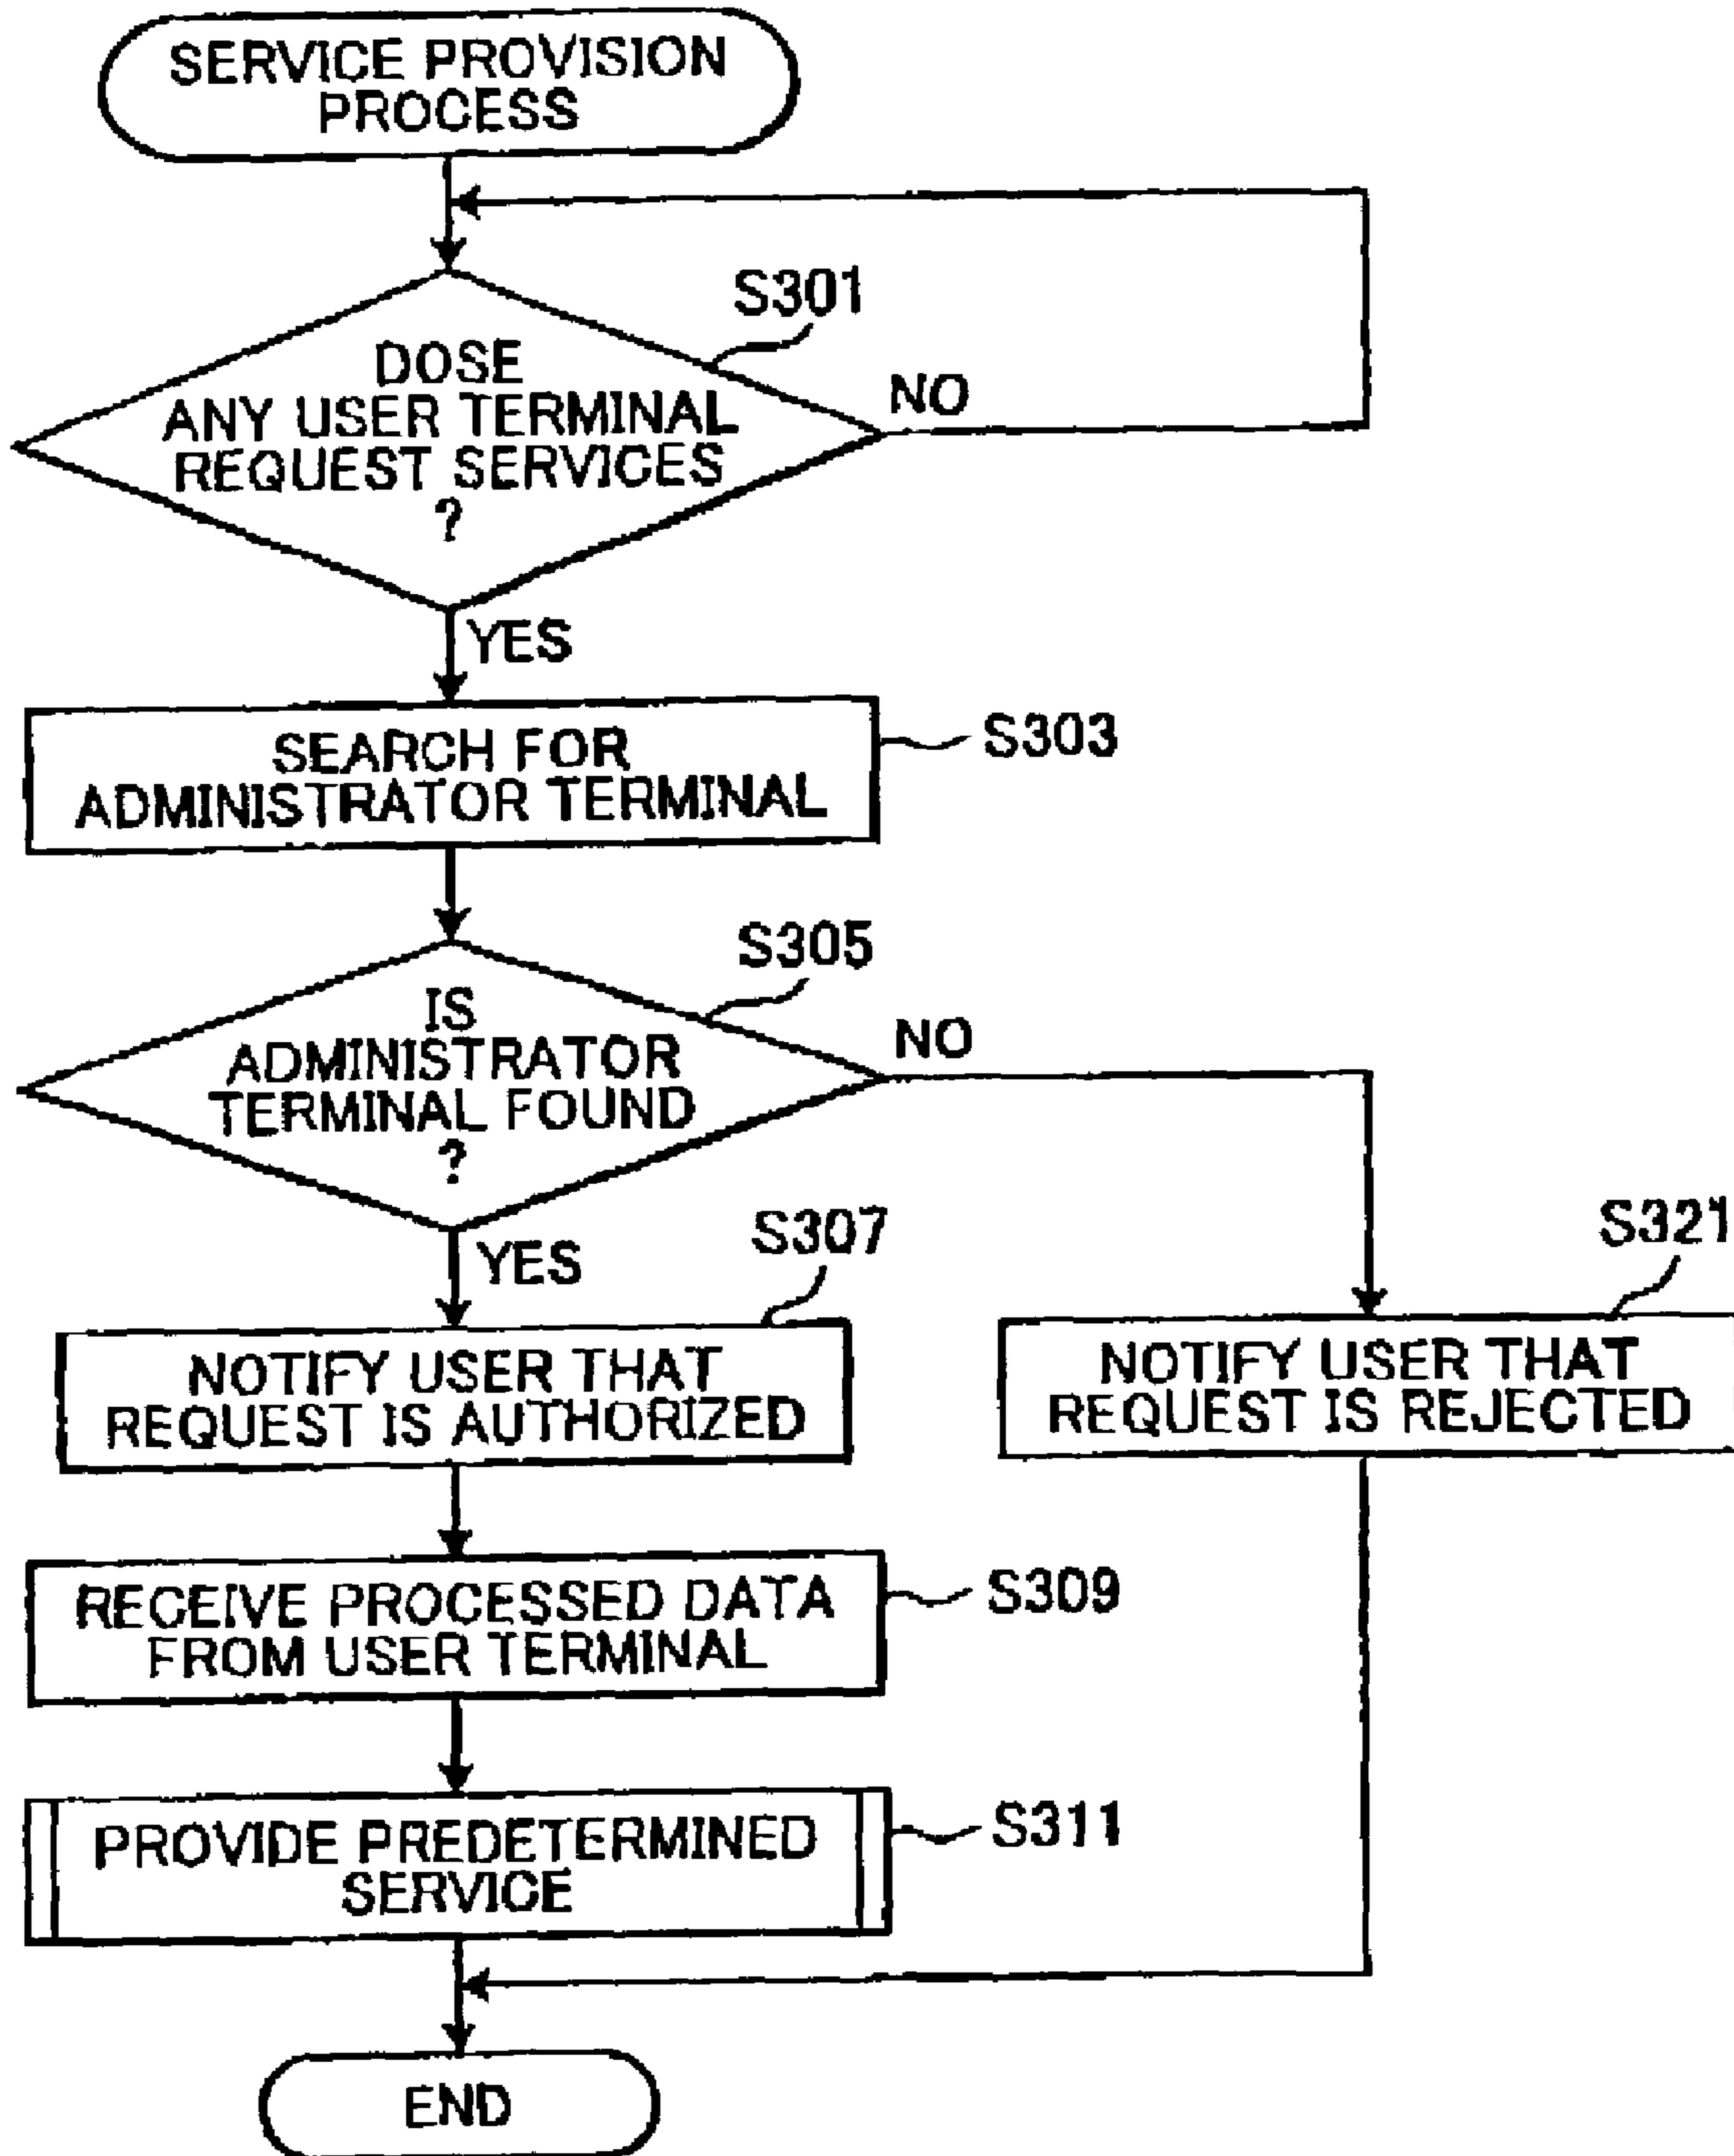 SERVICE PROVISION
PROCESS
S301
DOSE
ANY USER TERMINAL
REQUEST SERVICES
?
NO
YES
SEARCH FOR
ADMINISTRATOR TERMINAL
S303
S305
IS
ADMINISTRATOR
TERMINAL FOUND
?
NO
YES
S307
NOTIFY USER THAT
REQUEST IS AUTHORIZED
S321
NOTIFY USER THAT
REQUEST IS REJECTED
RECEIVE PROCESSED DATA
FROM USER TERMINAL
S309
PROVIDE PREDETERMINED
SERVICE
S311
END